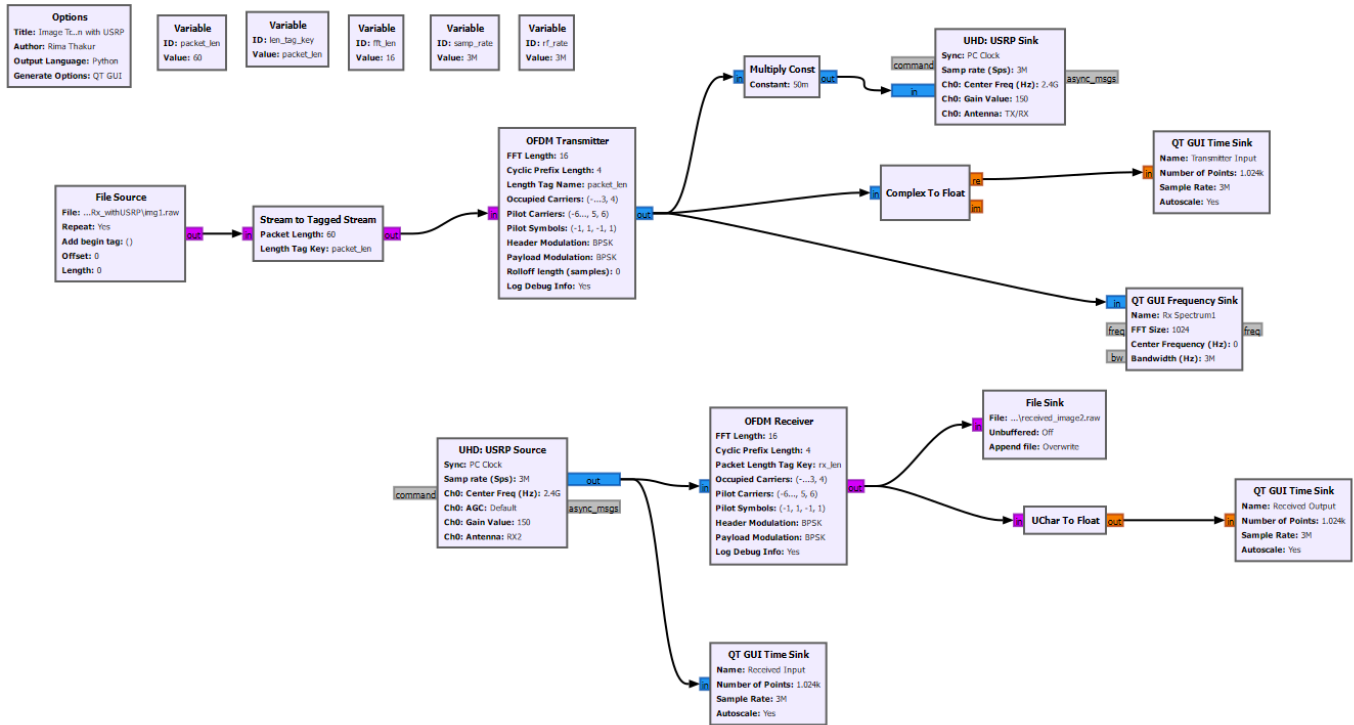 Options
Title: Image Tr...n with USRP
Author: Rima Thakur
Output Language: Python
Generate Options: QT GUI
Variable
ID: packet_len
Value: 60
Variable
ID: len_tag_key
Value: packet_len
Variable
ID: fft_len
Value: 16
Variable
ID: samp_rate
Value: 3M
Variable
ID: rf_rate
Value: 3M
Multiply Const
Constant: 50m
in
out
UHD: USRP Sink
Sync: PC Clock
Samp rate (Sps): 3M
Ch0: Center Freq (Hz): 2.4G
Ch0: Gain Value: 150
Ch0: Antenna: TX/RX
command
in
async_msgs
File Source
File: ...Rx_withUSRP\img1.raw
Repeat: Yes
Add begin tag: ()
Offset: 0
Length: 0
out
Stream to Tagged Stream
Packet Length: 60
Length Tag Key: packet_len
in
out
OFDM Transmitter
FFT Length: 16
Cyclic Prefix Length: 4
Length Tag Name: packet_len
Occupied Carriers: (-...3, 4)
Pilot Carriers: (-6..., 5, 6)
Pilot Symbols: (-1, 1, -1, 1)
Header Modulation: BPSK
Payload Modulation: BPSK
Rolloff length (samples): 0
Log Debug Info: Yes
in
out
Complex To Float
in
re
im
QT GUI Time Sink
Name: Transmitter Input
Number of Points: 1.024k
Sample Rate: 3M
Autoscale: Yes
in
QT GUI Frequency Sink
Name: Rx Spectrum1
FFT Size: 1024
Center Frequency (Hz): 0
Bandwidth (Hz): 3M
in
freq
bw
freq
UHD: USRP Source
Sync: PC Clock
Samp rate (Sps): 3M
Ch0: Center Freq (Hz): 2.4G
Ch0: AGC: Default
Ch0: Gain Value: 150
Ch0: Antenna: RX2
command
out
async_msgs
OFDM Receiver
FFT Length: 16
Cyclic Prefix Length: 4
Packet Length Tag Key: rx_len
Occupied Carriers: (-...3, 4)
Pilot Carriers: (-6..., 5, 6)
Pilot Symbols: (-1, 1, -1, 1)
Header Modulation: BPSK
Payload Modulation: BPSK
Log Debug Info: Yes
in
out
File Sink
File: ...\received_image2.raw
Unbuffered: Off
Append file: Overwrite
in
UChar To Float
in
out
QT GUI Time Sink
Name: Received Output
Number of Points: 1.024k
Sample Rate: 3M
Autoscale: Yes
in
QT GUI Time Sink
Name: Received Input
Number of Points: 1.024k
Sample Rate: 3M
Autoscale: Yes
in